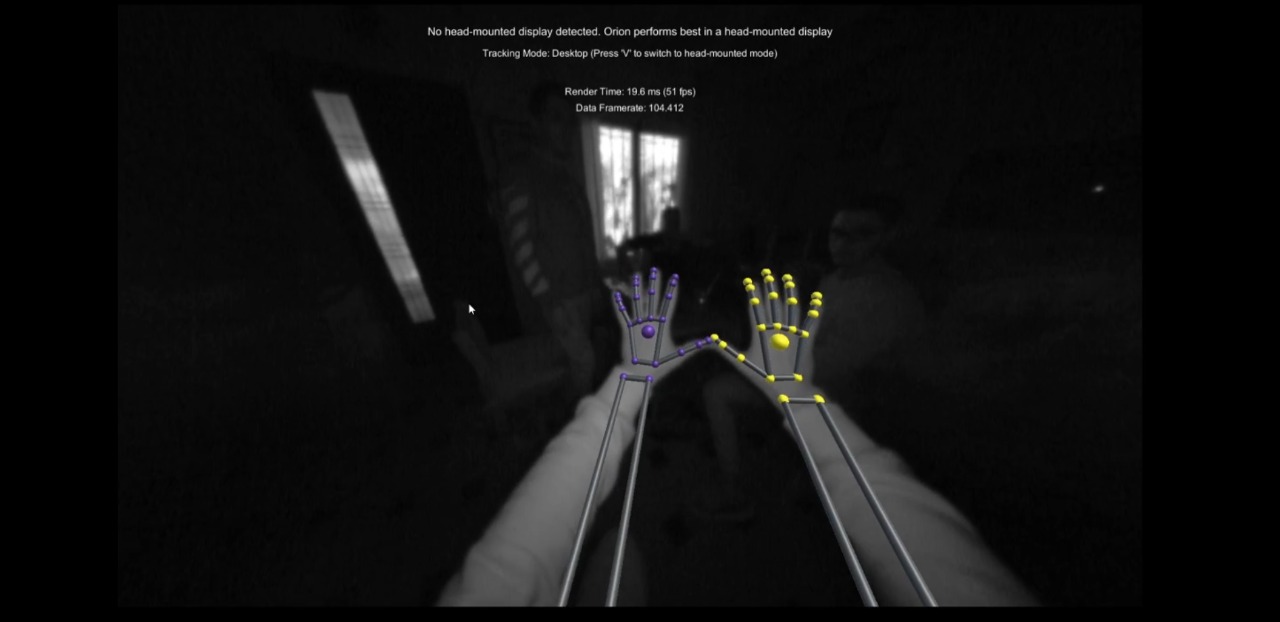 No head-mounted display detected. Orion performs best in a head-mounted display
Tracking Mode: Desktop (Press 'V' to switch to head-mounted mode)
Render Time: 19.6 ms (51 fps)
Data Framerate: 104.412